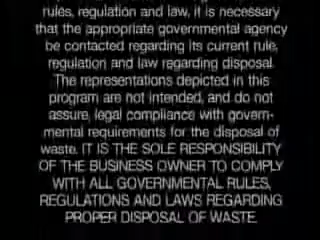 rules, regulation and law, it is necessary
that the appropriate governmental agency
be contacted regarding its current rule,
regulation and law regarding disposal.
The representations depicted in this
program are not intended, and do not
assure, legal compliance with govern-
mental requirements for the disposal of
waste. IT IS THE SOLE RESPONSIBILITY
OF THE BUSINESS OWNER TO COMPLY
WITH ALL GOVERNMENTAL RULES,
REGULATIONS AND LAWS REGARDING
PROPER DISPOSAL OF WASTE.